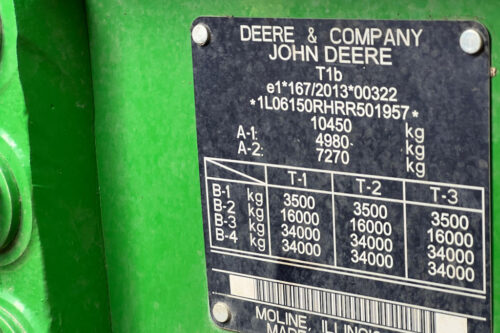 DEERE & COMPANY
JOHN DEERE
T1b
e1*167/2013*00322
*1L06150RHRR501957*
10450 kg
A-1: 4980 kg
A-2: 7270 kg
T-1 T-2 T-3
B-1 kg 3500 3500 3500
B-2 kg 16000 16000 16000
B-3 kg 34000 34000 34000
B-4 kg 34000 34000 34000
MOLINE, ILLINOIS